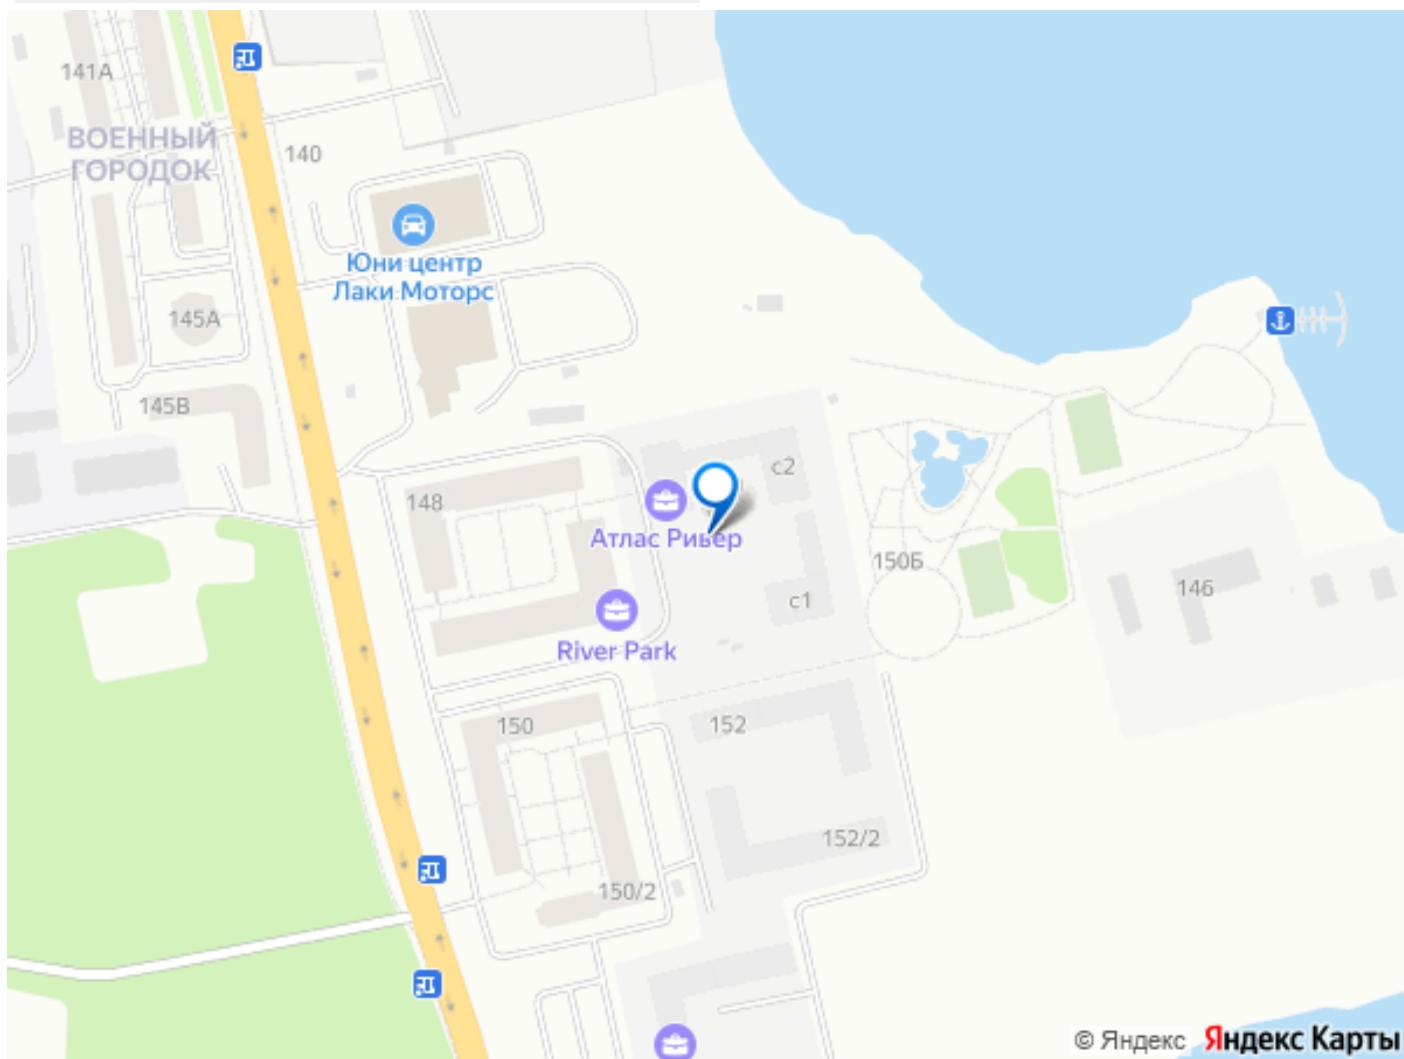 141А
ВОЕННЫЙ
ГОРОДОК
140
Юни центр
Лаки Моторс
145А
145В
148
с2
Атлас Ривер
150Б
146
с1
River Park
150
152
152/2
150/2
© Яндекс Яндекс Карты